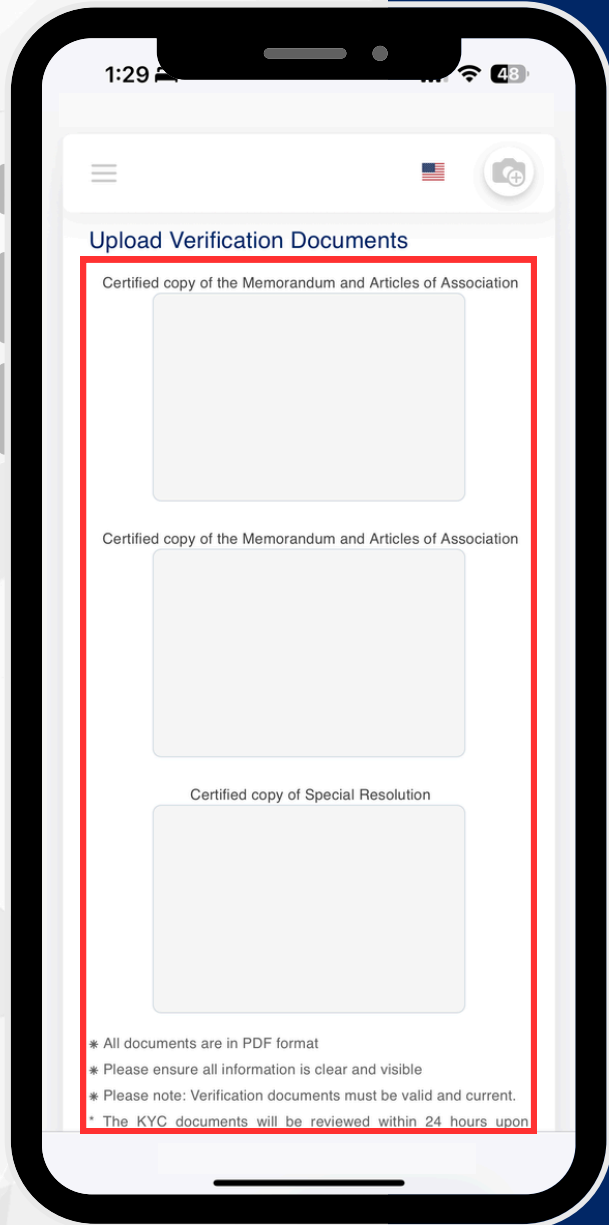 1:29
48
Upload Verification Documents
Certified copy of the Memorandum and Articles of Association
Certified copy of the Memorandum and Articles of Association
Certified copy of Special Resolution
* All documents are in PDF format
* Please ensure all information is clear and visible
* Please note: Verification documents must be valid and current.
* The KYC documents will be reviewed within 24 hours upon